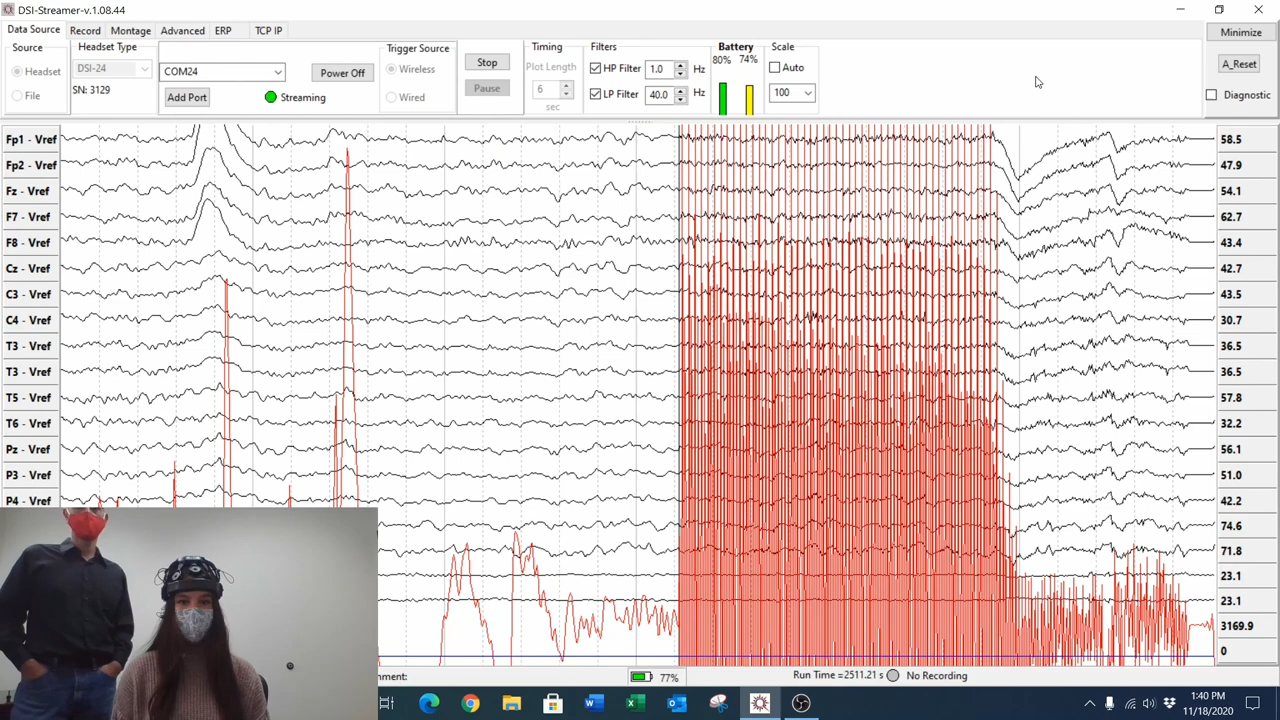 DSI-Streamer-v.1.08.44
Data Source Record Montage Advanced ERP TCP IP
Minimize
Source
Headset
File
Headset Type
DSI-24
SN: 3129
COM24
Power Off
Add Port
Streaming
Trigger Source
Wireless
Wired
Stop
Pause
Timing
Plot Length
6
sec
Filters
HP Filter 1.0 Hz
LP Filter 40.0 Hz
Battery
80% 74%
Scale
Auto
100
A_Reset
Diagnostic
Fp1 - Vref 58.5
Fp2 - Vref 47.9
Fz - Vref 54.1
F7 - Vref 62.7
F8 - Vref 43.4
Cz - Vref 42.7
C3 - Vref 43.5
C4 - Vref 30.7
T3 - Vref 36.5
T3 - Vref 36.5
T5 - Vref 57.8
T6 - Vref 32.2
Pz - Vref 56.1
P3 - Vref 51.0
P4 - Vref 42.2
74.6
71.8
23.1
23.1
3169.9
0
nment:
77%
Run Time =2511.21 s No Recording
1:40 PM
11/18/2020